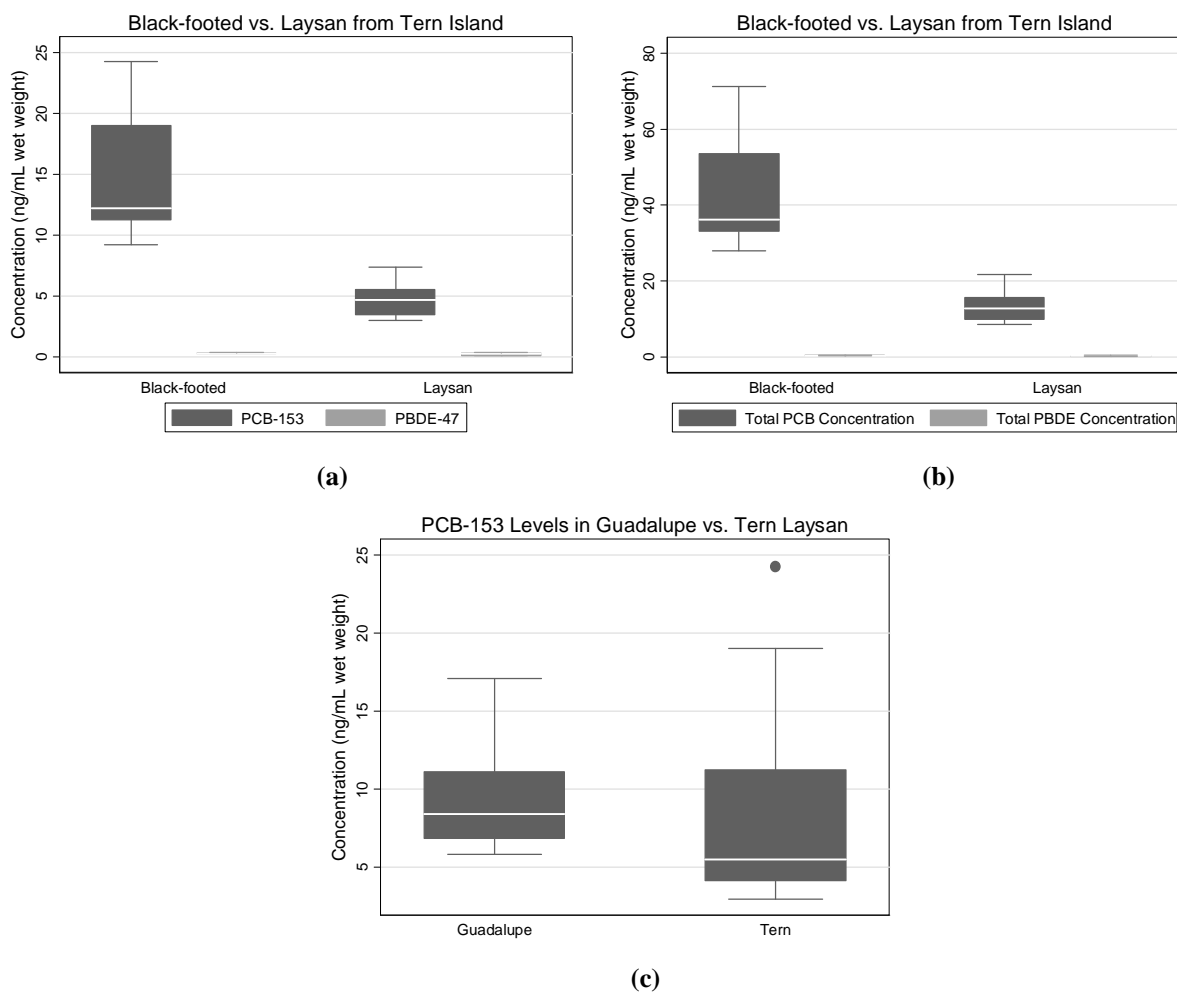 Black-footed vs. Laysan from Tern Island
Concentration (ng/mL wet weight)
25
20
15
10
5
0
Black-footed Laysan
PCB-153 PBDE-47
(a)
Black-footed vs. Laysan from Tern Island
Concentration (ng/mL wet weight)
80
60
40
20
0
Black-footed Laysan
Total PCB Concentration Total PBDE Concentration
(b)
PCB-153 Levels in Guadalupe vs. Tern Laysan
Concentration (ng/mL wet weight)
25
20
15
10
5
Guadalupe Tern
(c)